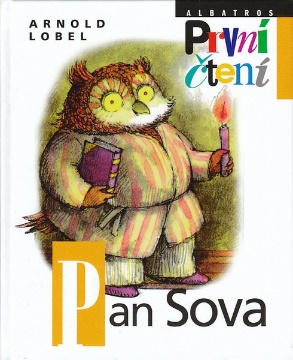 ARNOLD
LOBEL
ALBATROS
První
čtení
Pan Sova